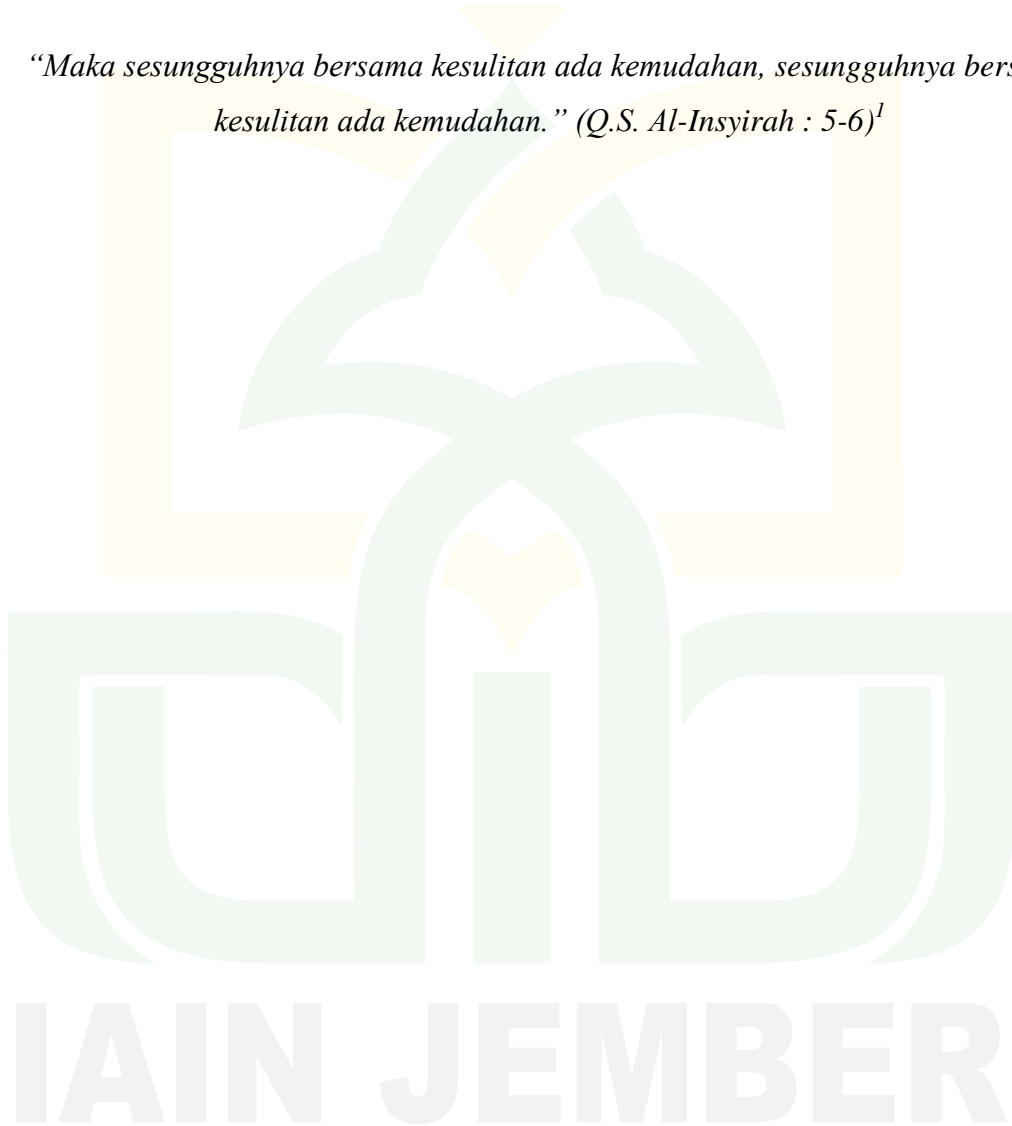 “Maka sesungguhnya bersama kesulitan ada kemudahan, sesungguhnya
kesulitan ada kemudahan.” (Q.S. Al-Insyirah : 5-6)¹
IAIN JEMBER